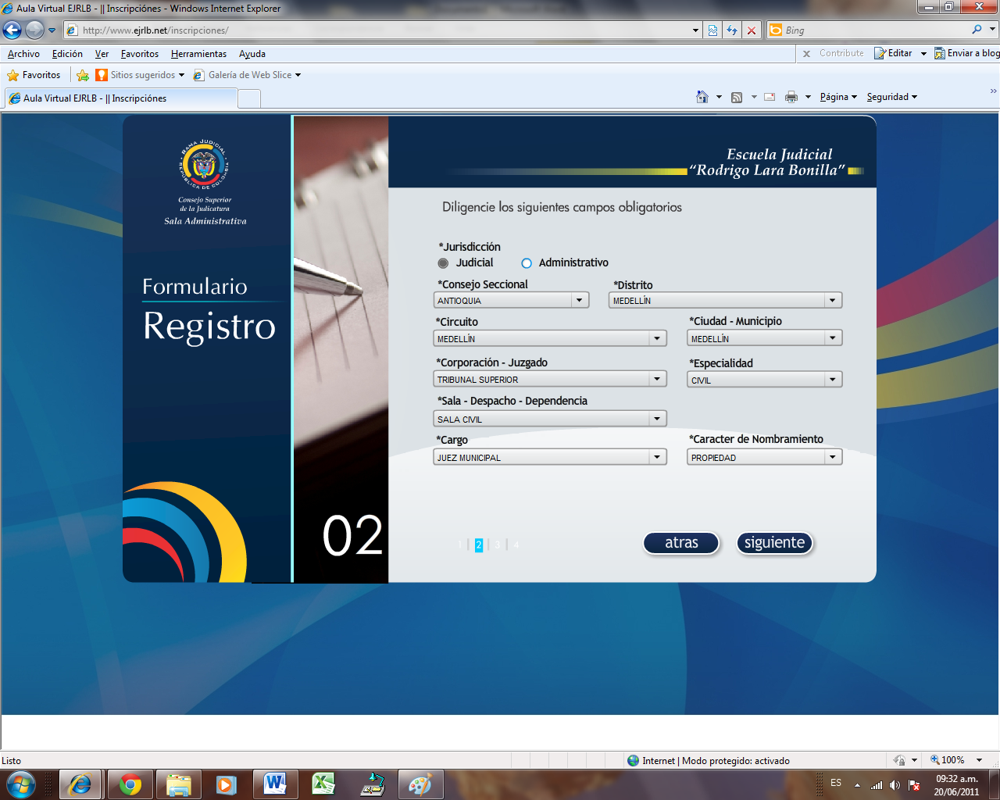 Aula Virtual EJRLB - || Inscripciónes - Windows Internet Explorer
http://www.ejrlb.net/inscripciones/
Bing
Archivo Edición Ver Favoritos Herramientas Ayuda
x Contribute Editar Enviar a blog
Favoritos Sitios sugeridos Galería de Web Slice
Aula Virtual EJRLB - || Inscripciónes
Página Seguridad »
RAMA JUDICIAL
REPÚBLICA DE COLOMBIA
Consejo Superior
de la Judicatura
Sala Administrativa
Formulario
Registro
02
Escuela Judicial
“Rodrigo Lara Bonilla”
Diligencie los siguientes campos obligatorios
*Jurisdicción
Judicial Administrativo
*Consejo Seccional *Distrito
ANTIOQUIA MEDELLÍN
*Circuito *Ciudad - Municipio
MEDELLÍN MEDELLÍN
*Corporación - Juzgado *Especialidad
TRIBUNAL SUPERIOR CIVIL
*Sala - Despacho - Dependencia
SALA CIVIL
*Cargo *Caracter de Nombramiento
JUEZ MUNICIPAL PROPIEDAD
1 | 2 | 3 | 4
atras siguiente
Listo Internet | Modo protegido: activado 100%
ES 09:32 a.m.
20/06/2011